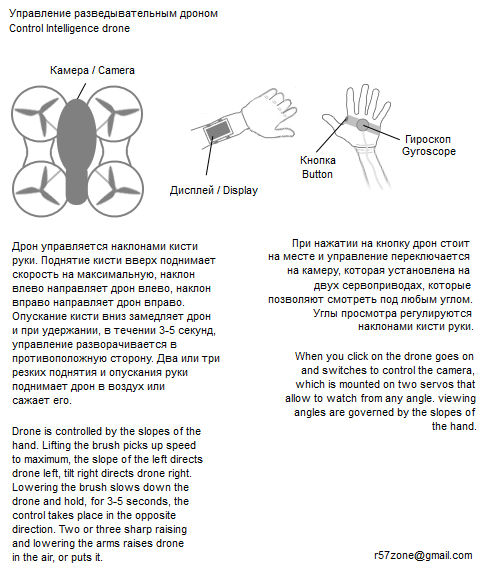 Управление разведывательным дроном
Control Intelligence drone
Камера / Camera
Гироскоп
Gyroscope
Кнопка
Button
Дисплей / Display
Дрон управляется наклонами кисти
руки. Поднятие кисти вверх поднимает
скорость на максимальную, наклон
влево направляет дрон влево, наклон
вправо направляет дрон вправо.
Опускание кисти вниз замедляет дрон
и при удержании, в течении 3-5 секунд,
управление разворачивается в
противоположную сторону. Два или три
резких поднятия и опускания руки
поднимает дрон в воздух или
сажает его.
Drone is controlled by the slopes of the
hand. Lifting the brush picks up speed
to maximum, the slope of the left directs
drone left, tilt right directs drone right.
Lowering the brush slows down the
drone and hold, for 3-5 seconds, the
control takes place in the opposite
direction. Two or three sharp raising
and lowering the arms raises drone
in the air, or puts it.
При нажатии на кнопку дрон стоит
на месте и управление переключается
на камеру, которая установлена на
двух сервоприводах, которые
позволяют смотреть под любым углом.
Углы просмотра регулируются
наклонами кисти руки.
When you click on the drone goes on
and switches to control the camera,
which is mounted on two servos that
allow to watch from any angle. viewing
angles are governed by the slopes of
the hand.
r57zone@gmail.com